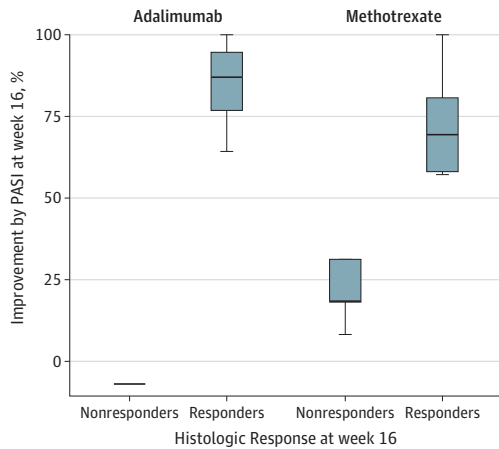 Adalimumab Methotrexate
Improvement by PASI at week 16, %
100
75
50
25
0
Nonresponders Responders Nonresponders Responders
Histologic Response at week 16